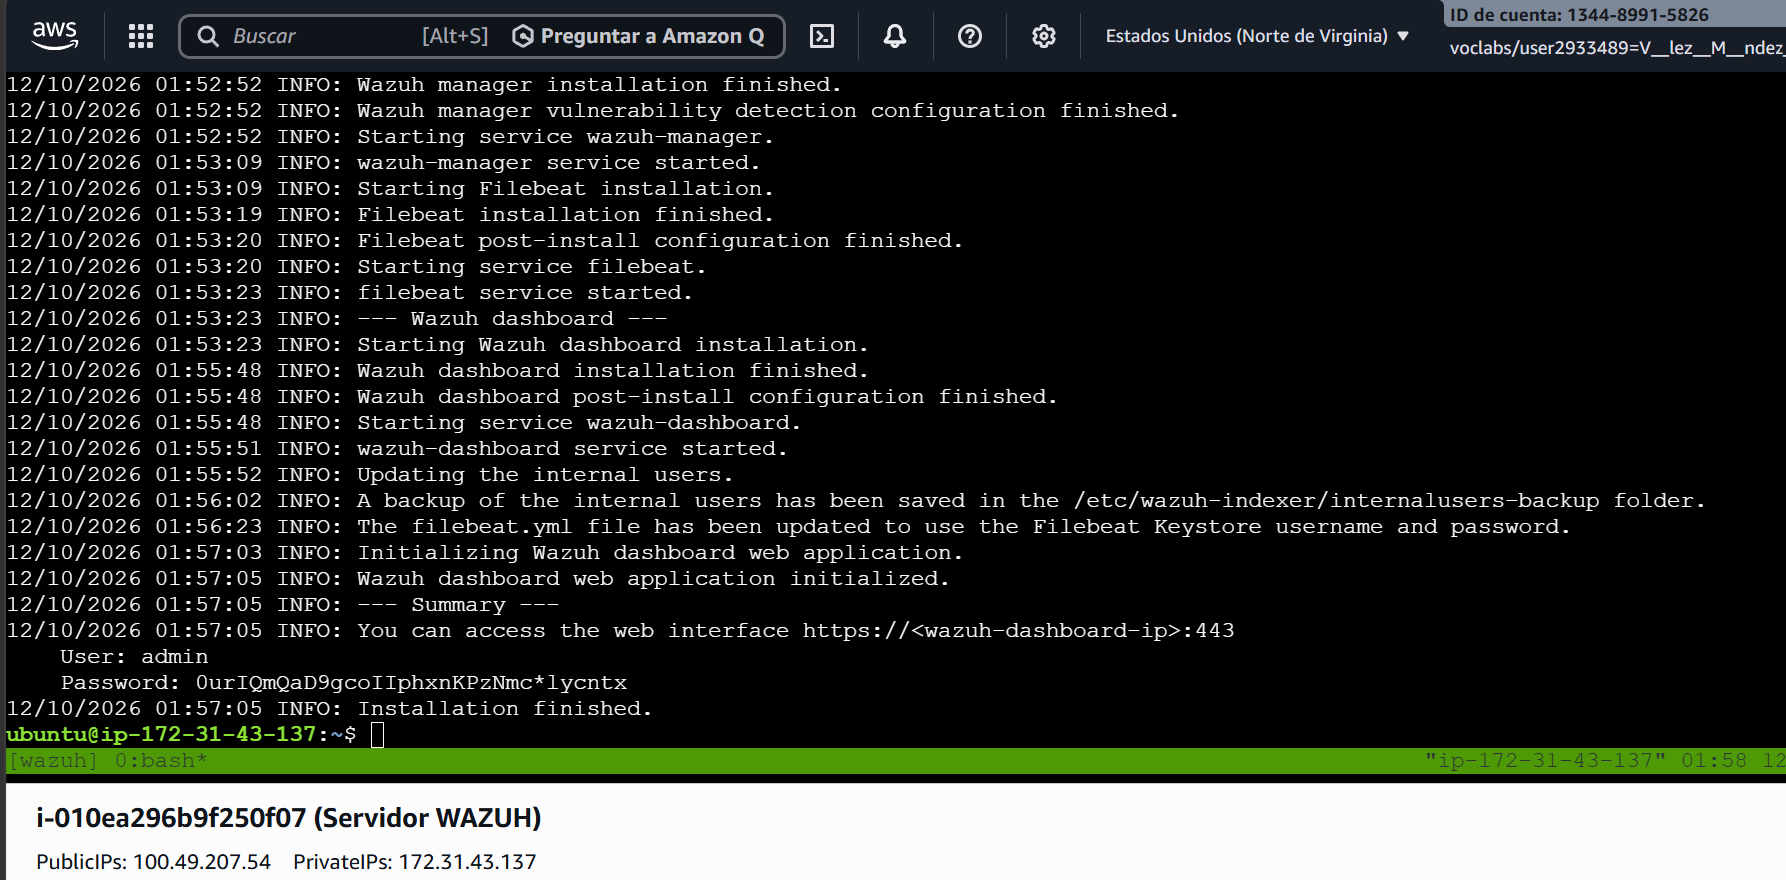 aws
Buscar [Alt+S] Preguntar a Amazon Q
Estados Unidos (Norte de Virginia) ▼
ID de cuenta: 1344-8991-5826
voclabs/user2933489=V__lez__M__ndez_
12/10/2026 01:52:52 INFO: Wazuh manager installation finished.
12/10/2026 01:52:52 INFO: Wazuh manager vulnerability detection configuration finished.
12/10/2026 01:52:52 INFO: Starting service wazuh-manager.
12/10/2026 01:53:09 INFO: wazuh-manager service started.
12/10/2026 01:53:09 INFO: Starting Filebeat installation.
12/10/2026 01:53:19 INFO: Filebeat installation finished.
12/10/2026 01:53:20 INFO: Filebeat post-install configuration finished.
12/10/2026 01:53:20 INFO: Starting service filebeat.
12/10/2026 01:53:23 INFO: filebeat service started.
12/10/2026 01:53:23 INFO: --- Wazuh dashboard ---
12/10/2026 01:53:23 INFO: Starting Wazuh dashboard installation.
12/10/2026 01:55:48 INFO: Wazuh dashboard installation finished.
12/10/2026 01:55:48 INFO: Wazuh dashboard post-install configuration finished.
12/10/2026 01:55:48 INFO: Starting service wazuh-dashboard.
12/10/2026 01:55:51 INFO: wazuh-dashboard service started.
12/10/2026 01:55:52 INFO: Updating the internal users.
12/10/2026 01:56:02 INFO: A backup of the internal users has been saved in the /etc/wazuh-indexer/internalusers-backup folder.
12/10/2026 01:56:23 INFO: The filebeat.yml file has been updated to use the Filebeat Keystore username and password.
12/10/2026 01:57:03 INFO: Initializing Wazuh dashboard web application.
12/10/2026 01:57:05 INFO: Wazuh dashboard web application initialized.
12/10/2026 01:57:05 INFO: --- Summary ---
12/10/2026 01:57:05 INFO: You can access the web interface https://<wazuh-dashboard-ip>:443
User: admin
Password: 0urIQmQaD9gcoIIphxnKPzNmc*lycntx
12/10/2026 01:57:05 INFO: Installation finished.
ubuntu@ip-172-31-43-137:~$
[wazuh] 0:bash* "ip-172-31-43-137" 01:58 12
i-010ea296b9f250f07 (Servidor WAZUH)
PublicIPs: 100.49.207.54 PrivateIPs: 172.31.43.137